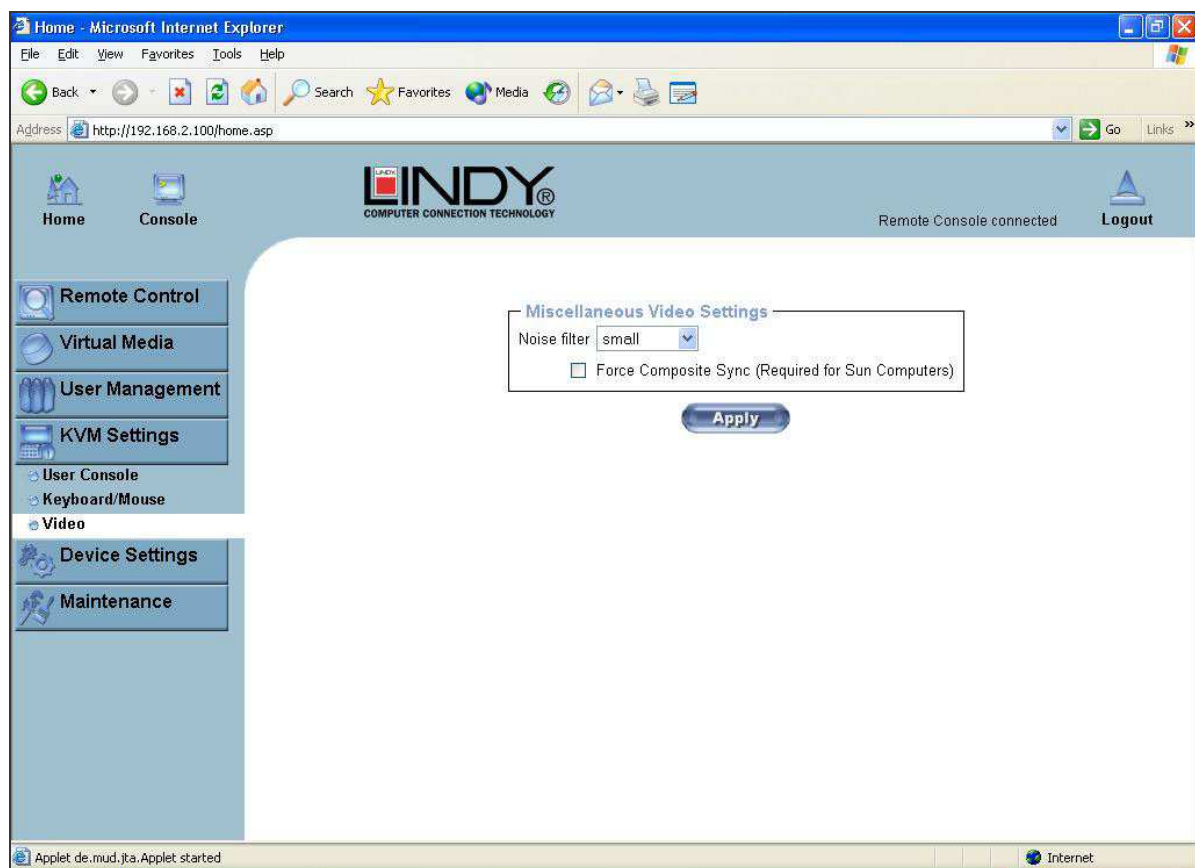 Home - Microsoft Internet Explorer
File Edit View Favorites Tools Help
Back Search Favorites Media
Address http://192.168.2.100/home.asp Go Links »
LINDY
LINDY®
COMPUTER CONNECTION TECHNOLOGY
Home Console Remote Console connected Logout
Remote Control
Virtual Media
User Management
KVM Settings
User Console
Keyboard/Mouse
Video
Device Settings
Maintenance
Miscellaneous Video Settings
Noise filter small
Force Composite Sync (Required for Sun Computers)
Apply
Applet de.mud.jta.Applet started Internet